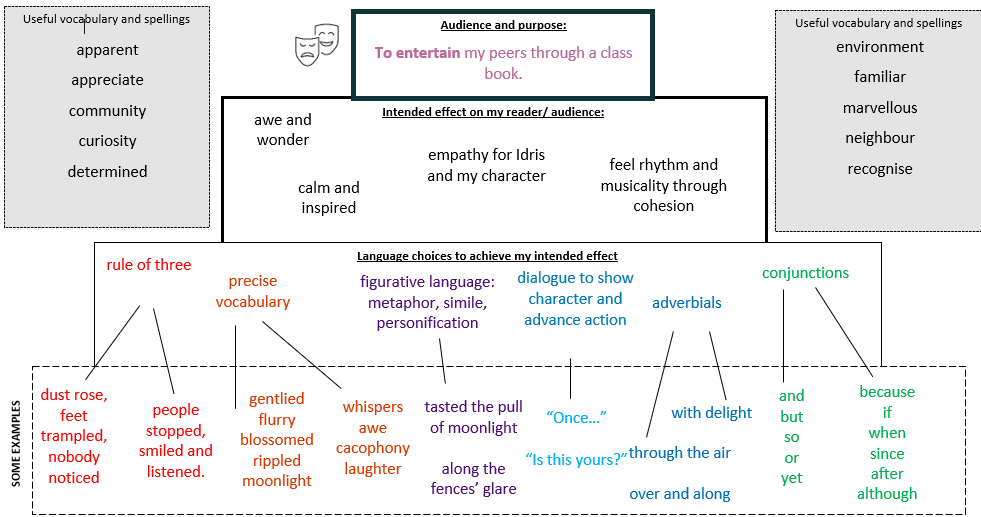 Useful vocabulary and spellings
apparent
appreciate
community
curiosity
determined
Audience and purpose:
To entertain my peers through a class
book.
Useful vocabulary and spellings
environment
familiar
marvellous
neighbour
recognise
Intended effect on my reader/ audience:
awe and
wonder
calm and
inspired
empathy for Idris
and my character
feel rhythm and
musicality through
cohesion
Language choices to achieve my intended effect
rule of three
precise
vocabulary
figurative language:
metaphor, simile,
personification
dialogue to show
character and
advance action
adverbials
conjunctions
SOME EXAMPLES
dust rose,
feet
trampled,
nobody
noticed
people
stopped,
smiled and
listened.
gentlied
flurry
blossomed
rippled
moonlight
whispers
awe
cacophony
laughter
tasted the pull
of moonlight
along the
fences’ glare
“Once…”
“Is this yours?”
with delight
through the air
over and along
and
but
so
or
yet
because
if
when
since
after
although